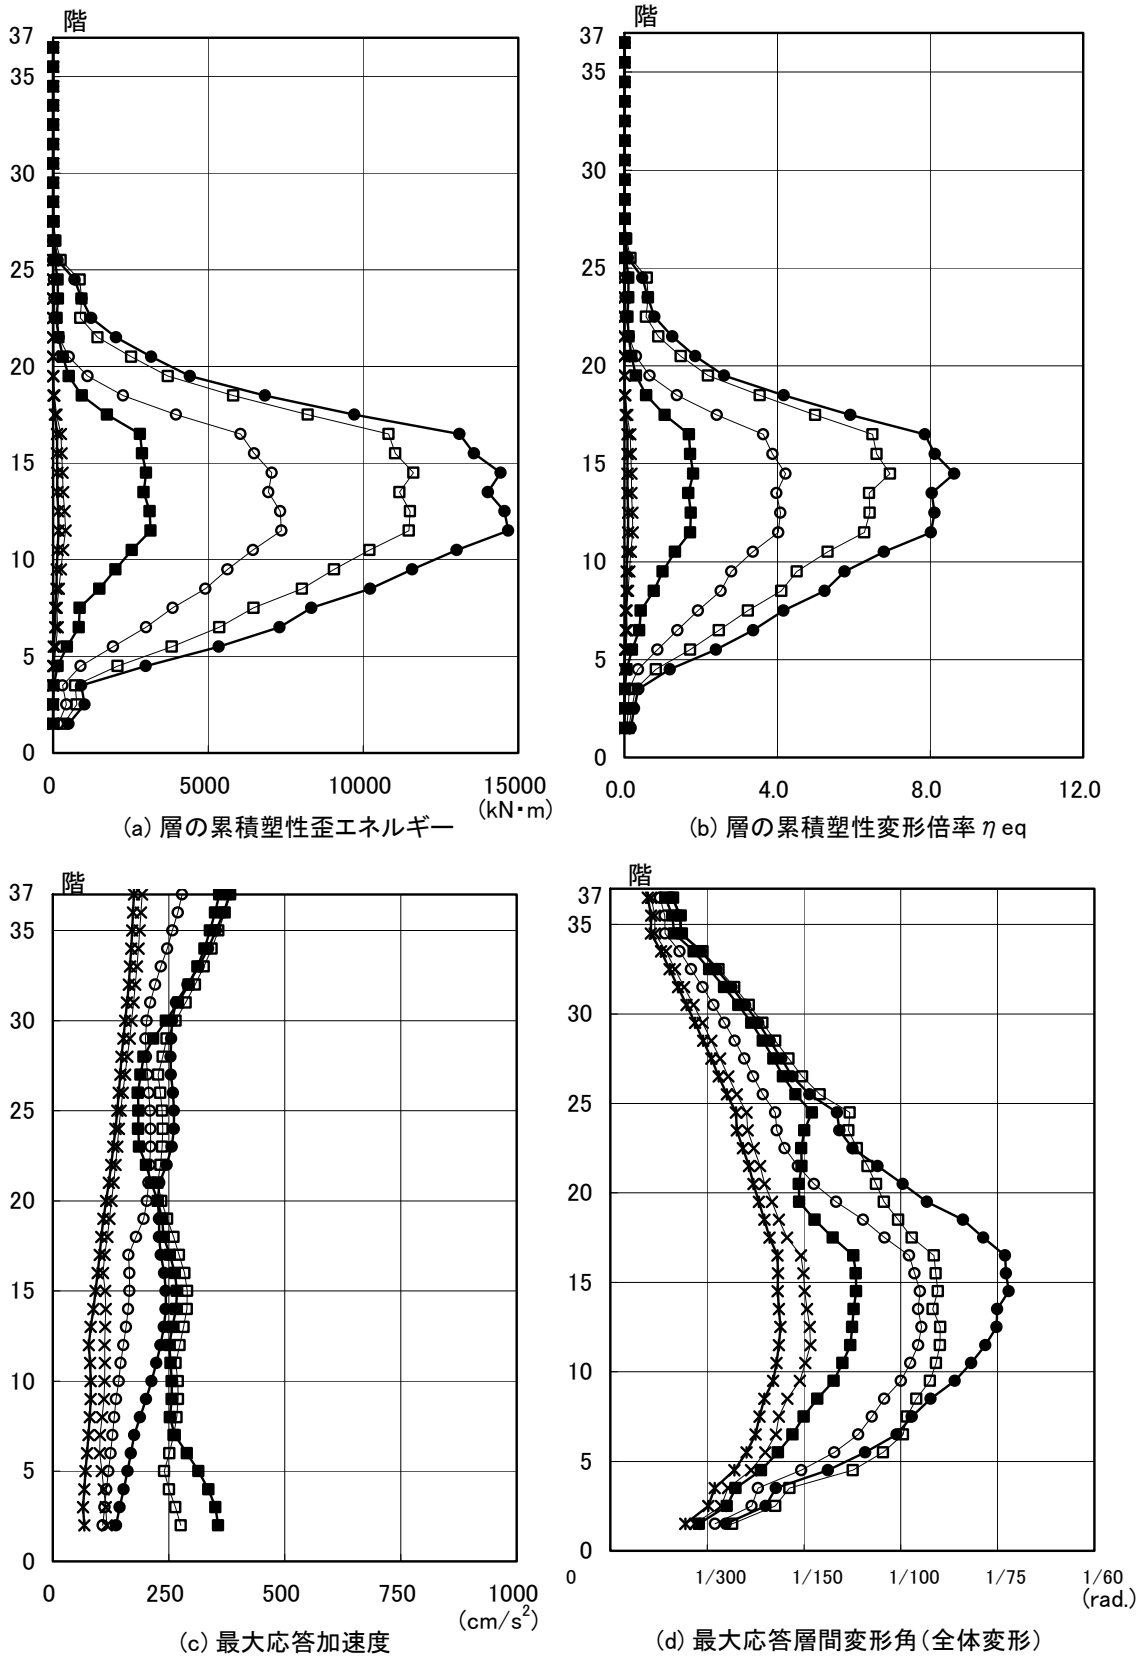 階
37
35
30
25
20
15
10
5
0
0 5000 10000 15000
(kN・m)
(a) 層の累積塑性歪エネルギー
階
37
35
30
25
20
15
10
5
0
0.0 4.0 8.0 12.0
(b) 層の累積塑性変形倍率 η eq
階
37
35
30
25
20
15
10
5
0
0 250 500 750 1000
(cm/s²)
(c) 最大応答加速度
階
37
35
30
25
20
15
10
5
0
0 1/300 1/150 1/100 1/75 1/60
(rad.)
(d) 最大応答層間変形角(全体変形)